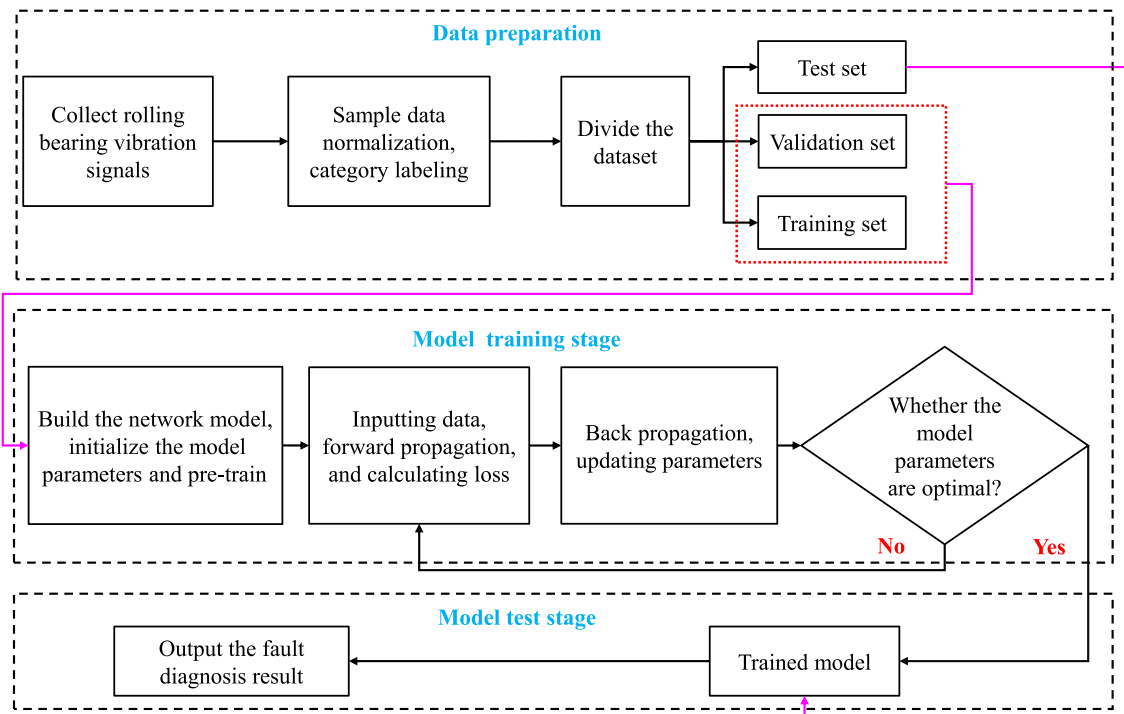 Data preparation
Collect rolling
bearing vibration
signals
Sample data
normalization,
category labeling
Divide the
dataset
Test set
Validation set
Training set
Model training stage
Build the network model,
initialize the model
parameters and pre-train
Inputting data,
forward propagation,
and calculating loss
Back propagation,
updating parameters
Whether the
model
parameters
are optimal?
No
Yes
Model test stage
Output the fault
diagnosis result
Trained model